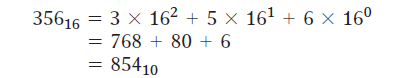 356₁₆ = 3 × 16² + 5 × 16¹ + 6 × 16⁰
= 768 + 80 + 6
= 854₁₀